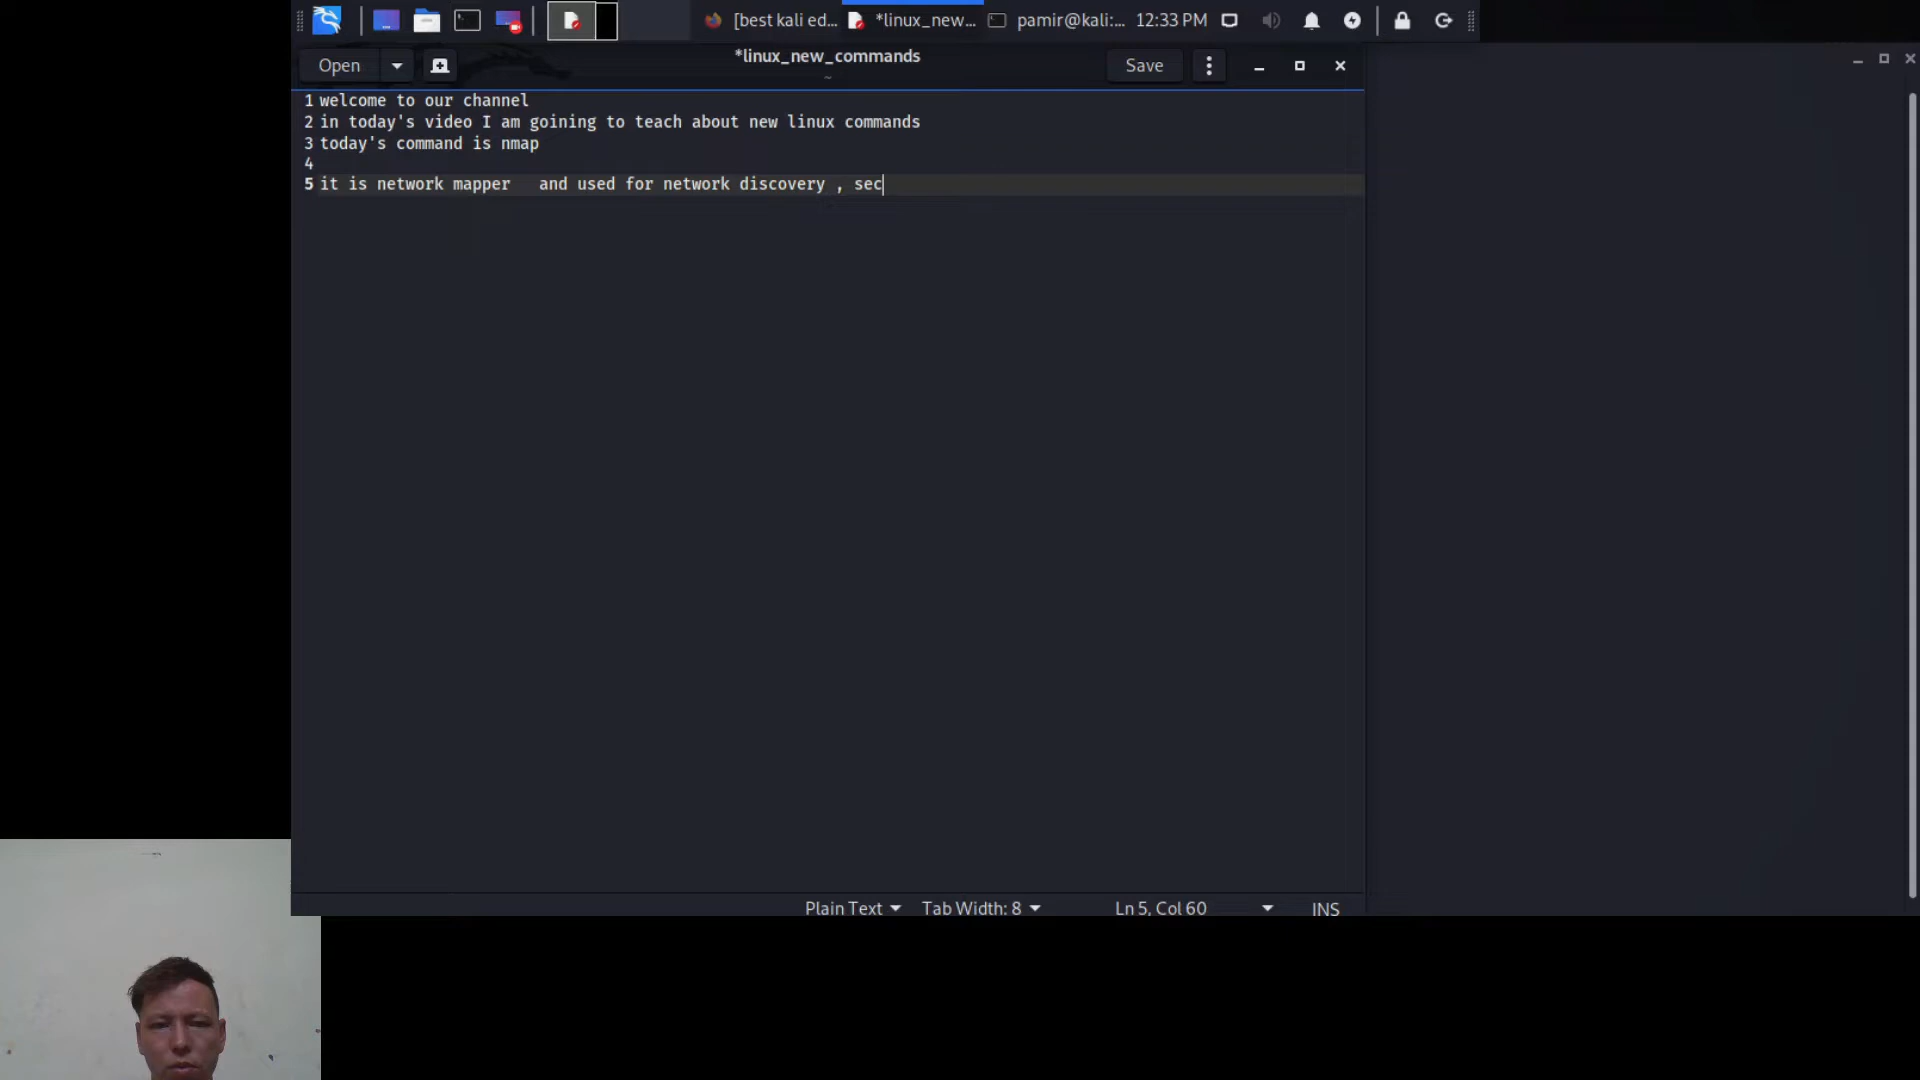 [best kali ed... *linux_new... pamir@kali:... 12:33 PM
Open *linux_new_commands Save
~
1 welcome to our channel
2 in today's video I am goining to teach about new linux commands
3 today's command is nmap
4
5 it is network mapper   and used for network discovery , sec
Plain Text Tab Width: 8 Ln 5, Col 60 INS